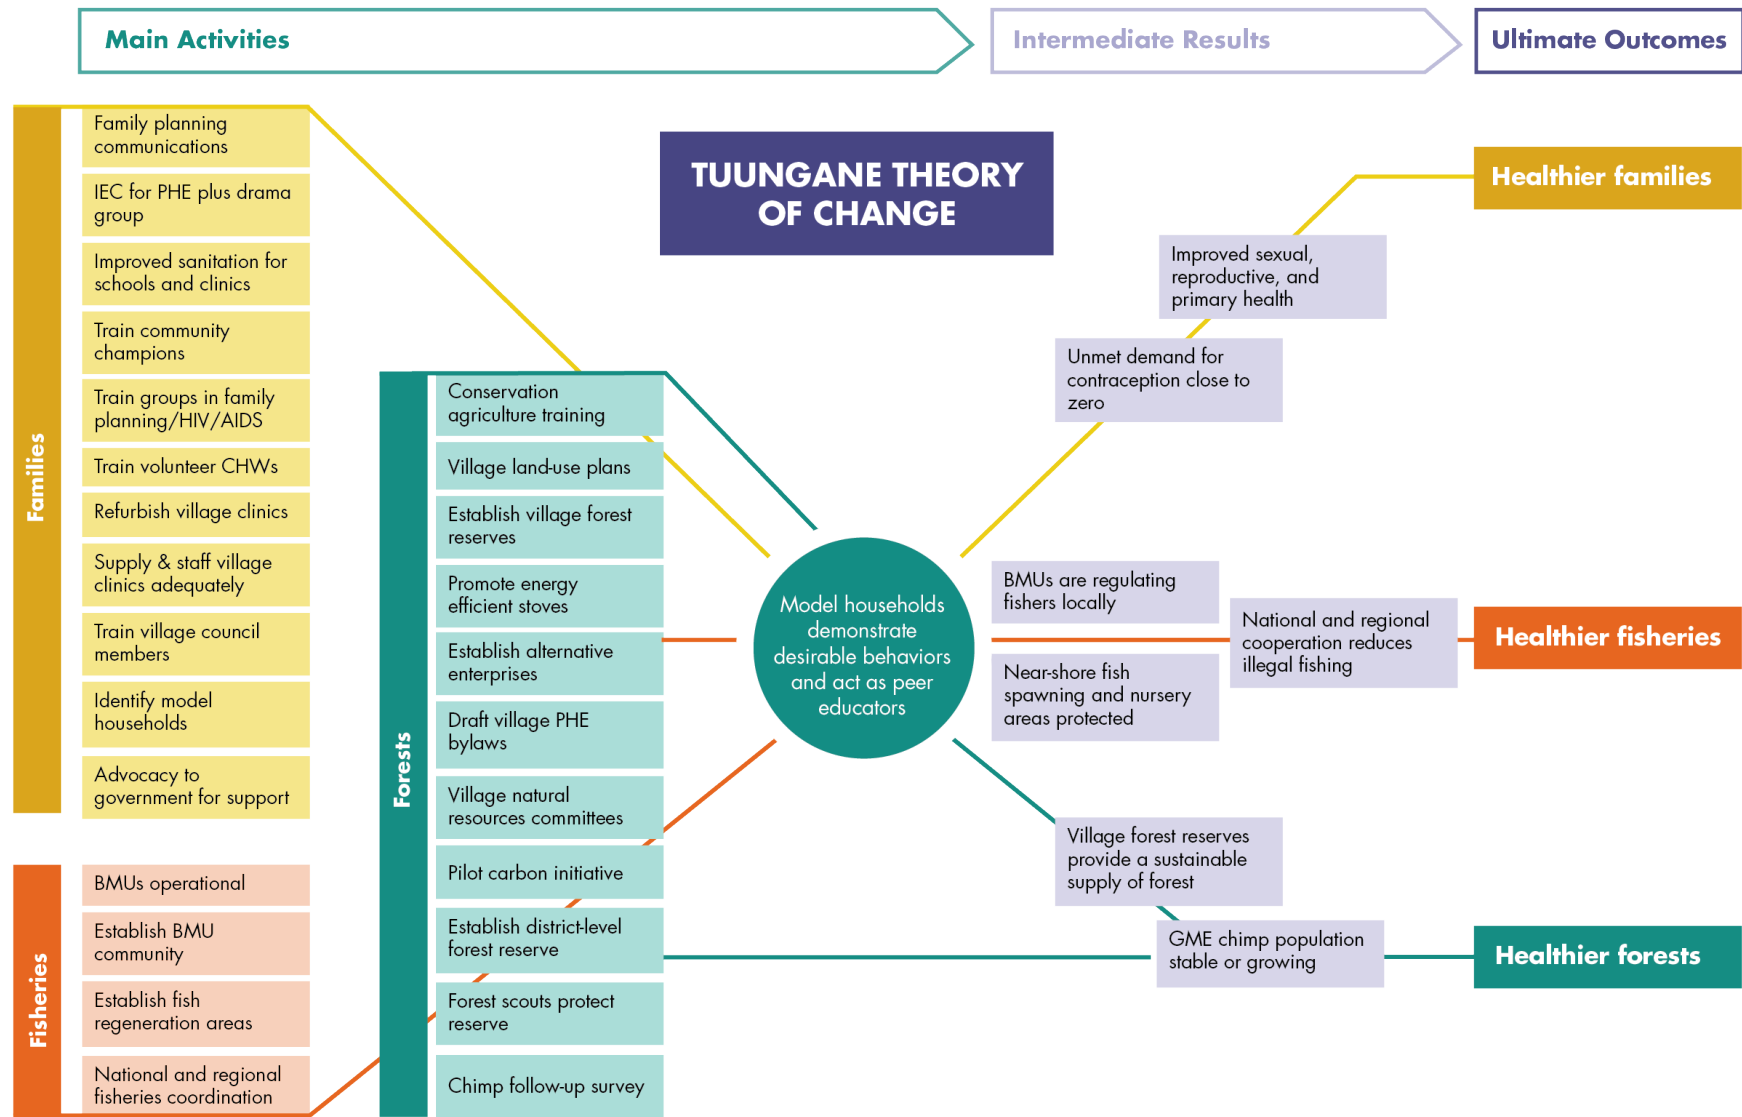 Main Activities
Intermediate Results
Ultimate Outcomes
TUUNGANE THEORY
OF CHANGE
Families
Family planning
communications
IEC for PHE plus drama
group
Improved sanitation for
schools and clinics
Train community
champions
Train groups in family
planning/HIV/AIDS
Train volunteer CHWs
Refurbish village clinics
Supply & staff village
clinics adequately
Train village council
members
Identify model
households
Advocacy to
government for support
Fisheries
BMUs operational
Establish BMU
community
Establish fish
regeneration areas
National and regional
fisheries coordination
Forests
Conservation
agriculture training
Village land-use plans
Establish village forest
reserves
Promote energy
efficient stoves
Establish alternative
enterprises
Draft village PHE
bylaws
Village natural
resources committees
Pilot carbon initiative
Establish district-level
forest reserve
Forest scouts protect
reserve
Chimp follow-up survey
Model households
demonstrate
desirable behaviors
and act as peer
educators
Improved sexual,
reproductive, and
primary health
Unmet demand for
contraception close to
zero
Healthier families
BMUs are regulating
fishers locally
Near-shore fish
spawning and nursery
areas protected
National and regional
cooperation reduces
illegal fishing
Healthier fisheries
Village forest reserves
provide a sustainable
supply of forest
GME chimp population
stable or growing
Healthier forests